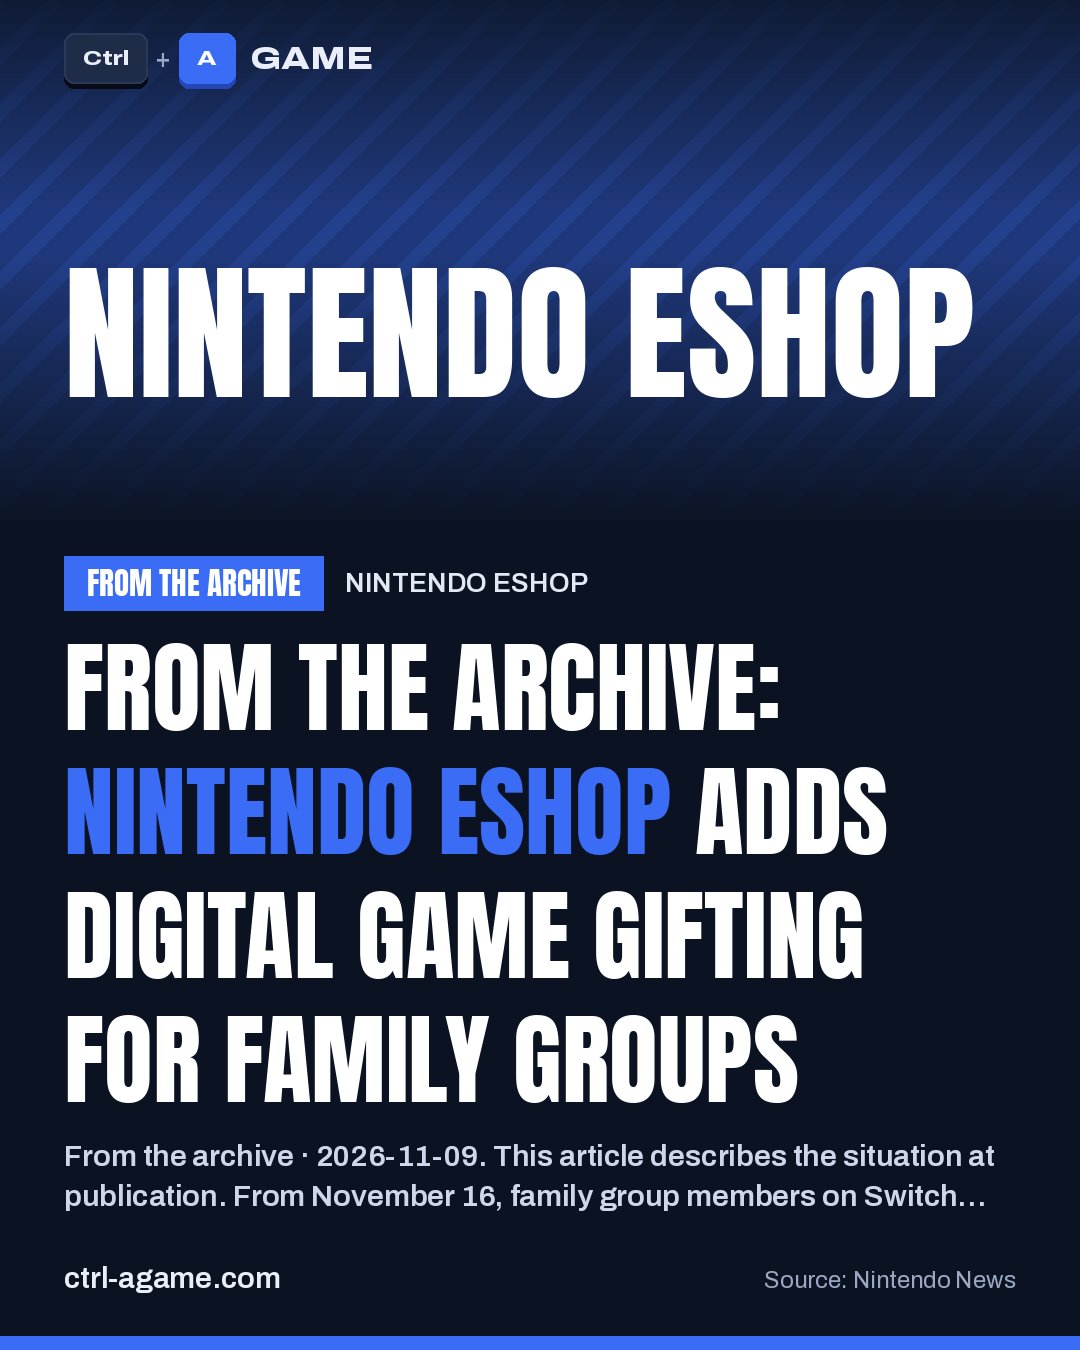 Ctrl + A GAME
NINTENDO ESHOP
FROM THE ARCHIVE NINTENDO ESHOP
FROM THE ARCHIVE:
NINTENDO ESHOP ADDS
DIGITAL GAME GIFTING
FOR FAMILY GROUPS
From the archive · 2026-11-09. This article describes the situation at
publication. From November 16, family group members on Switch…
ctrl-agame.com Source: Nintendo News